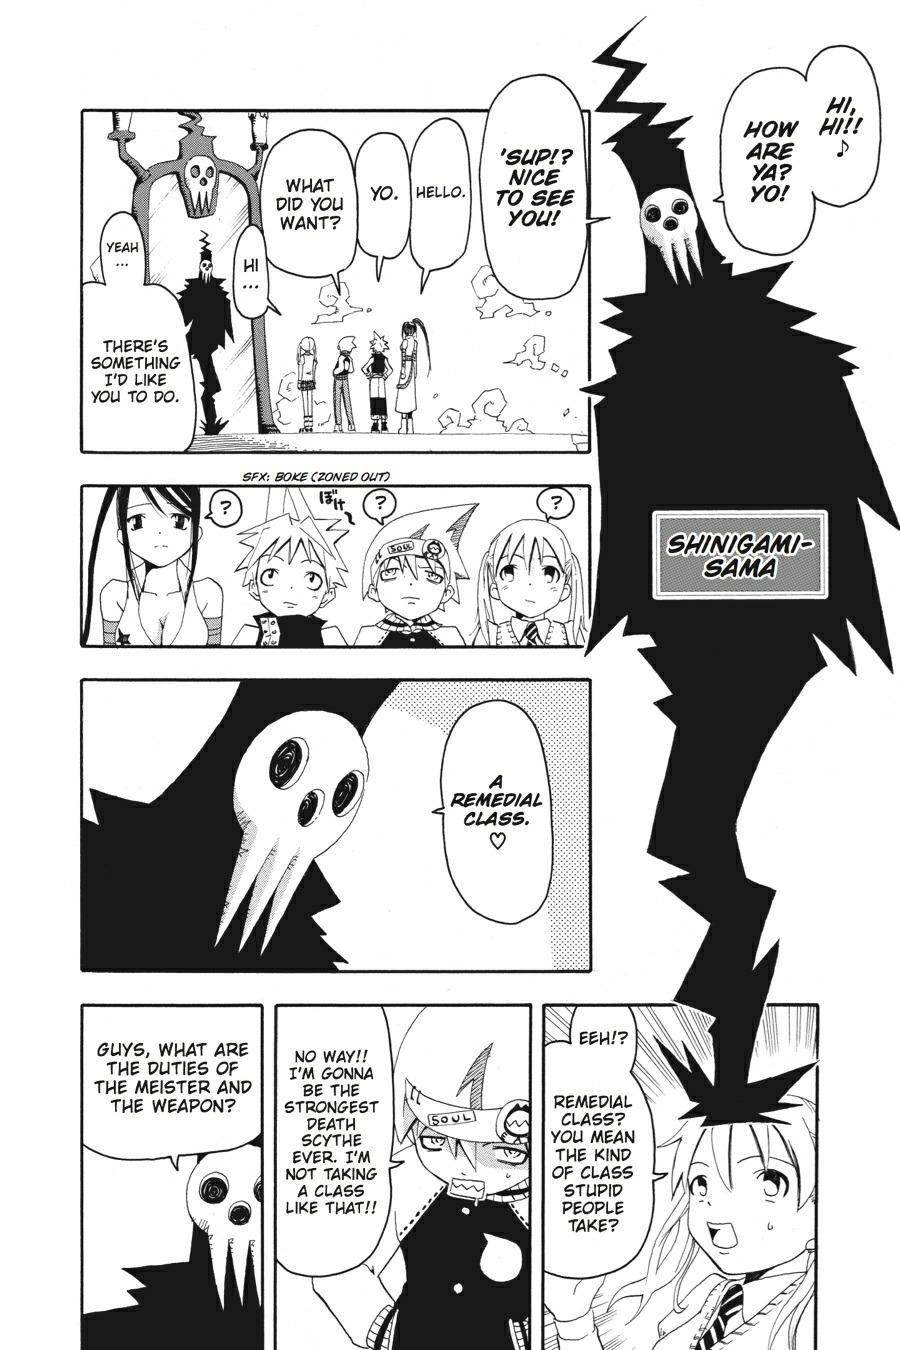 HI,
HI!!
♪
HOW
ARE
YA?
YO!
SHINIGAMI-
SAMA
'SUP!?
NICE
TO SEE
YOU!
HELLO.
YO.
WHAT
DID YOU
WANT?
HI
...
YEAH
...
THERE'S
SOMETHING
I'D LIKE
YOU TO DO.
SFX: BOKE (ZONED OUT)
?
?
ぼけ〜
?
SOUL
A
REMEDIAL
CLASS.
♡
EEH!?
REMEDIAL
CLASS?
YOU MEAN
THE KIND
OF CLASS
STUPID
PEOPLE
TAKE?
NO WAY!!
I'M GONNA
BE THE
STRONGEST
DEATH
SCYTHE
EVER. I'M
NOT TAKING
A CLASS
LIKE THAT!!
SOUL
GUYS, WHAT ARE
THE DUTIES OF
THE MEISTER AND
THE WEAPON?